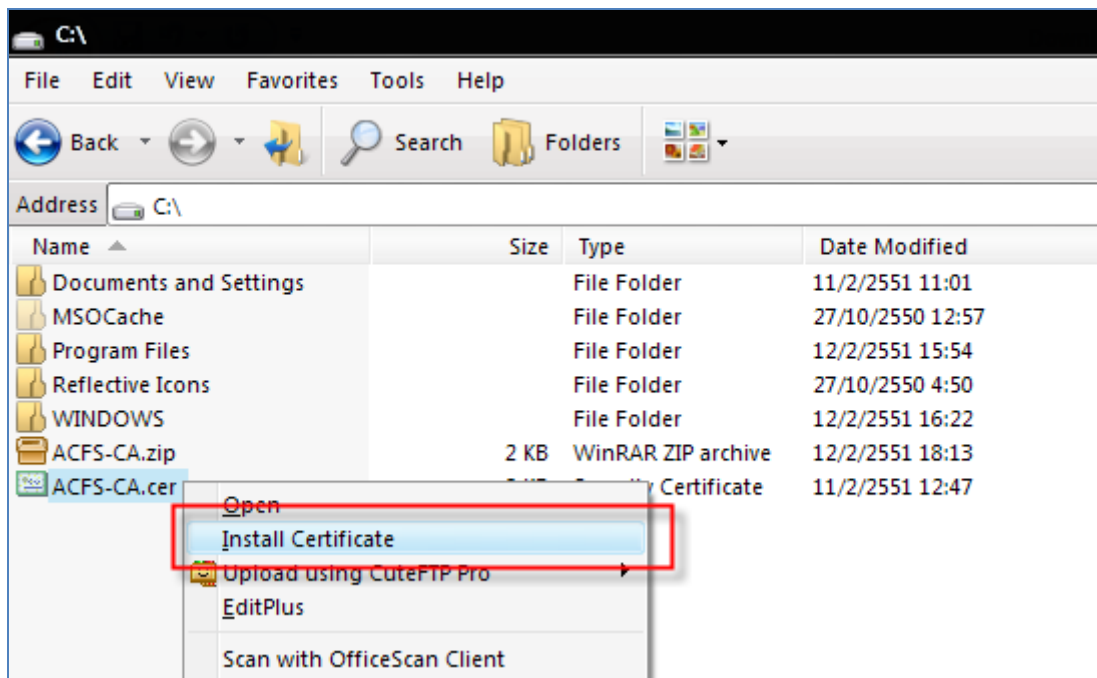 C:\
File Edit View Favorites Tools Help
Back Search Folders
Address C:\
Name Size Type Date Modified
Documents and Settings File Folder 11/2/2551 11:01
MSOCache File Folder 27/10/2550 12:57
Program Files File Folder 12/2/2551 15:54
Reflective Icons File Folder 27/10/2550 4:50
WINDOWS File Folder 12/2/2551 16:22
ACFS-CA.zip 2 KB WinRAR ZIP archive 12/2/2551 18:13
ACFS-CA.cer Certificate 11/2/2551 12:47
Open
Install Certificate
Upload using CuteFTP Pro
EditPlus
Scan with OfficeScan Client